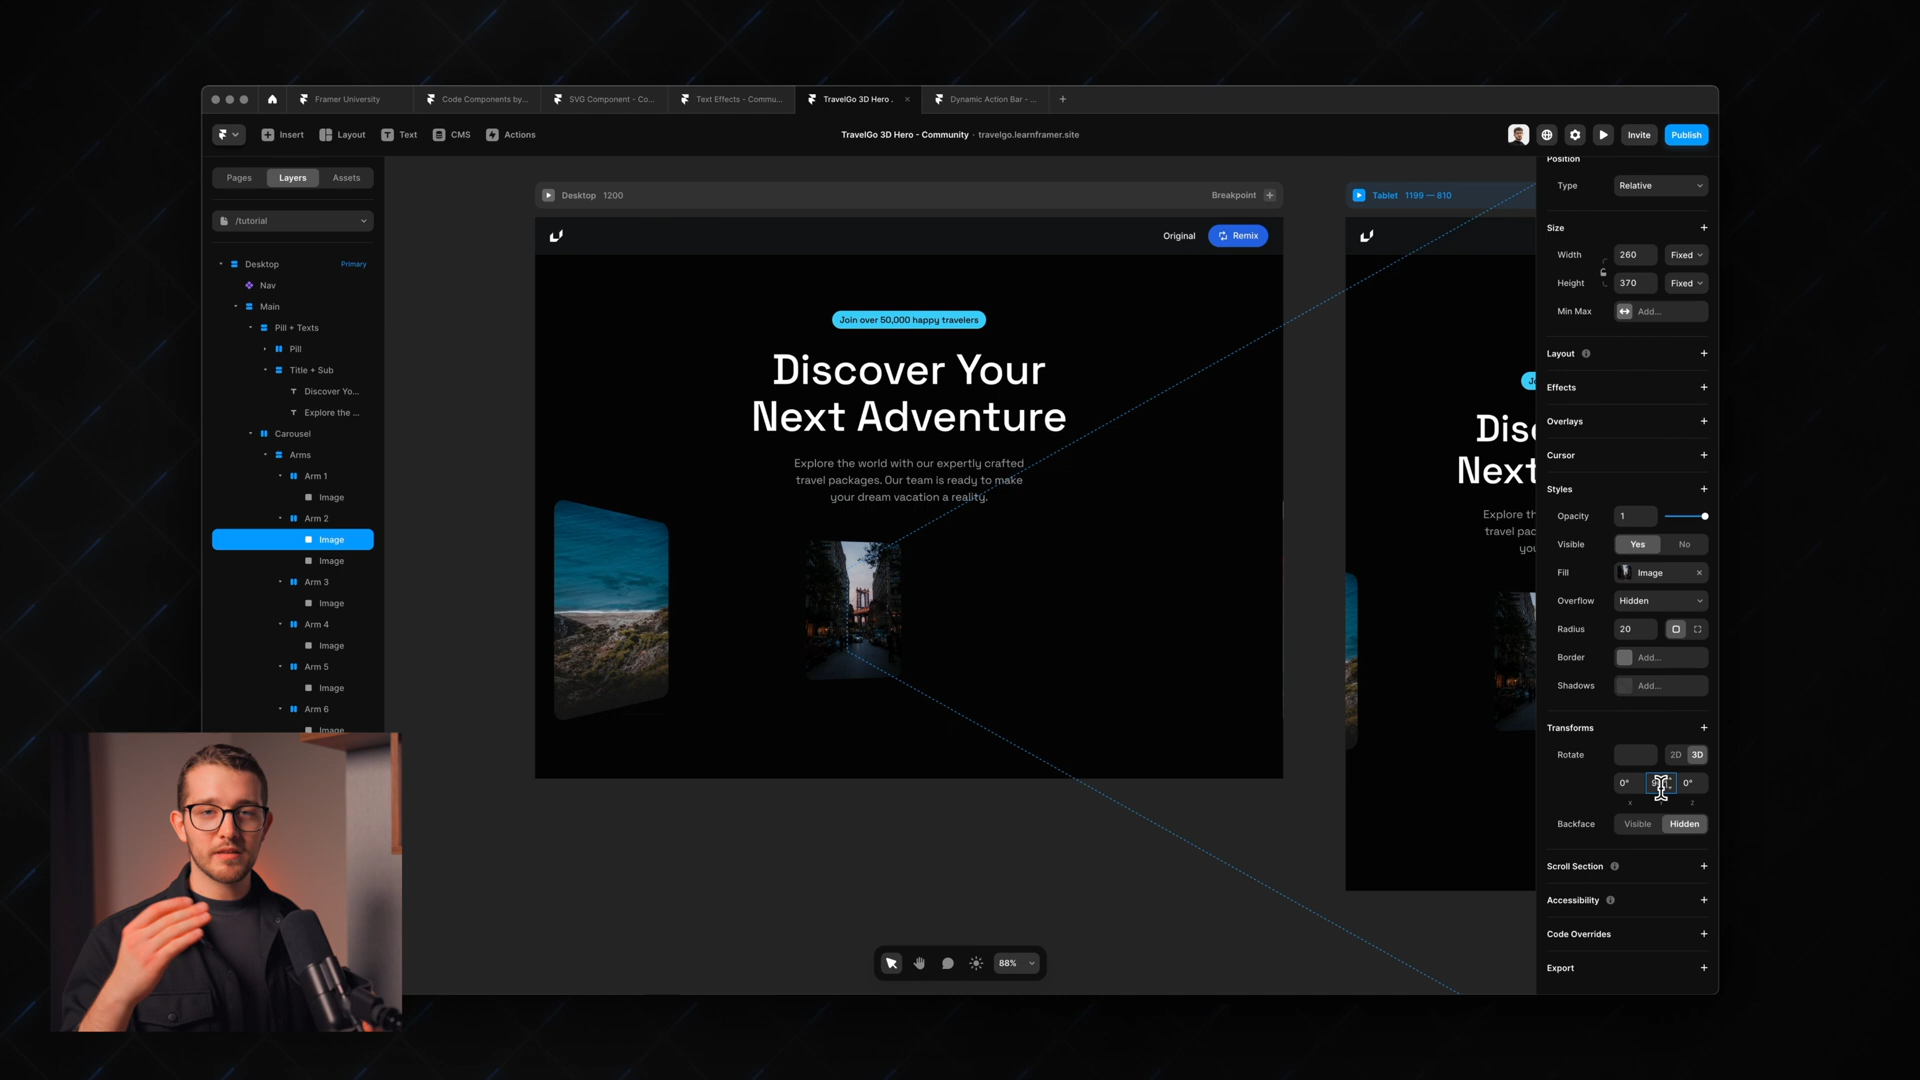 Framer University
Code Components by...
SVG Component - Co...
Text Effects - Commu...
TravelGo 3D Hero .
Dynamic Action Bar - ...
Insert
Layout
Text
CMS
Actions
TravelGo 3D Hero - Community · travelgo.learnframer.site
Invite
Publish
Pages
Layers
Assets
/tutorial
Desktop
Primary
Nav
Main
Pill + Texts
Pill
Title + Sub
Discover Yo...
Explore the ...
Carousel
Arms
Arm 1
Image
Arm 2
Image
Image
Arm 3
Image
Arm 4
Image
Arm 5
Image
Arm 6
Image
Desktop 1200
Breakpoint
Original
Remix
Join over 50,000 happy travelers
Discover Your
Next Adventure
Explore the world with our expertly crafted
travel packages. Our team is ready to make
your dream vacation a reality.
88%
Tablet 1199 — 810
Position
Type
Relative
Size
Width
260
Fixed
Height
370
Fixed
Min Max
Add...
Layout
Effects
Overlays
Cursor
Styles
Opacity
1
Visible
Yes
No
Fill
Image
Overflow
Hidden
Radius
20
Border
Add...
Shadows
Add...
Transforms
Rotate
2D
3D
0°
0°
X
Z
Backface
Visible
Hidden
Scroll Section
Accessibility
Code Overrides
Export